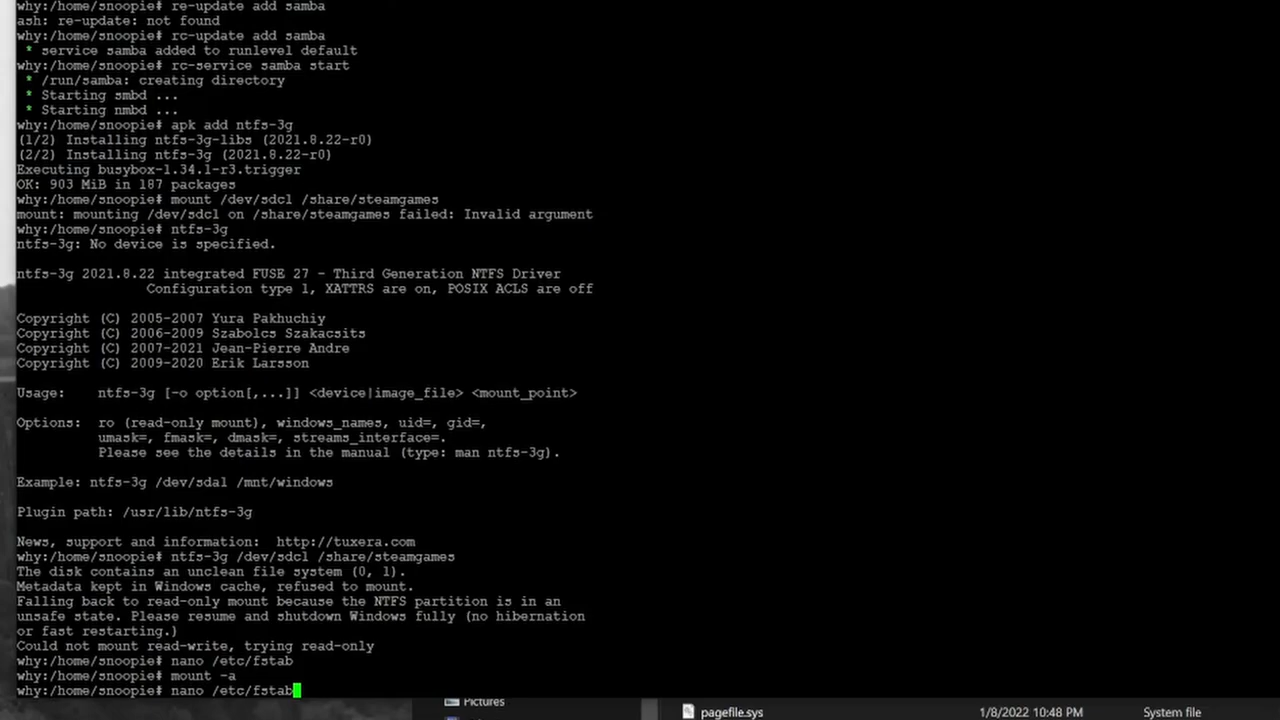 why:/home/snoopie# re-update add samba
ash: re-update: not found
why:/home/snoopie# rc-update add samba
* service samba added to runlevel default
why:/home/snoopie# rc-service samba start
* /run/samba: creating directory
* Starting smbd ...
* Starting nmbd ...
why:/home/snoopie# apk add ntfs-3g
(1/2) Installing ntfs-3g-libs (2021.8.22-r0)
(2/2) Installing ntfs-3g (2021.8.22-r0)
Executing busybox-1.34.1-r3.trigger
OK: 903 MiB in 187 packages
why:/home/snoopie# mount /dev/sdc1 /share/steamgames
mount: mounting /dev/sdc1 on /share/steamgames failed: Invalid argument
why:/home/snoopie# ntfs-3g
ntfs-3g: No device is specified.
ntfs-3g 2021.8.22 integrated FUSE 27 - Third Generation NTFS Driver
Configuration type 1, XATTRS are on, POSIX ACLS are off
Copyright (C) 2005-2007 Yura Pakhuchiy
Copyright (C) 2006-2009 Szabolcs Szakacsits
Copyright (C) 2007-2021 Jean-Pierre Andre
Copyright (C) 2009-2020 Erik Larsson
Usage: ntfs-3g [-o option[,...]] <device|image_file> <mount_point>
Options: ro (read-only mount), windows_names, uid=, gid=,
umask=, fmask=, dmask=, streams_interface=.
Please see the details in the manual (type: man ntfs-3g).
Example: ntfs-3g /dev/sda1 /mnt/windows
Plugin path: /usr/lib/ntfs-3g
News, support and information: http://tuxera.com
why:/home/snoopie# ntfs-3g /dev/sdc1 /share/steamgames
The disk contains an unclean file system (0, 1).
Metadata kept in Windows cache, refused to mount.
Falling back to read-only mount because the NTFS partition is in an
unsafe state. Please resume and shutdown Windows fully (no hibernation
or fast restarting.)
Could not mount read-write, trying read-only
why:/home/snoopie# nano /etc/fstab
why:/home/snoopie# mount -a
why:/home/snoopie# nano /etc/fstab
Pictures
pagefile.sys 1/8/2022 10:48 PM System file